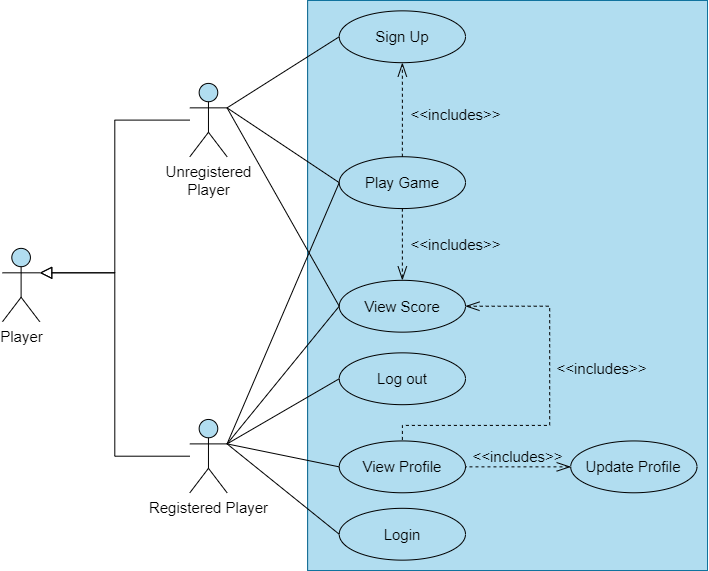 Sign Up
<<includes>>
Unregistered
Player
Play Game
<<includes>>
Player
View Score
<<includes>>
Log out
View Profile
<<includes>>
Update Profile
Registered Player
Login